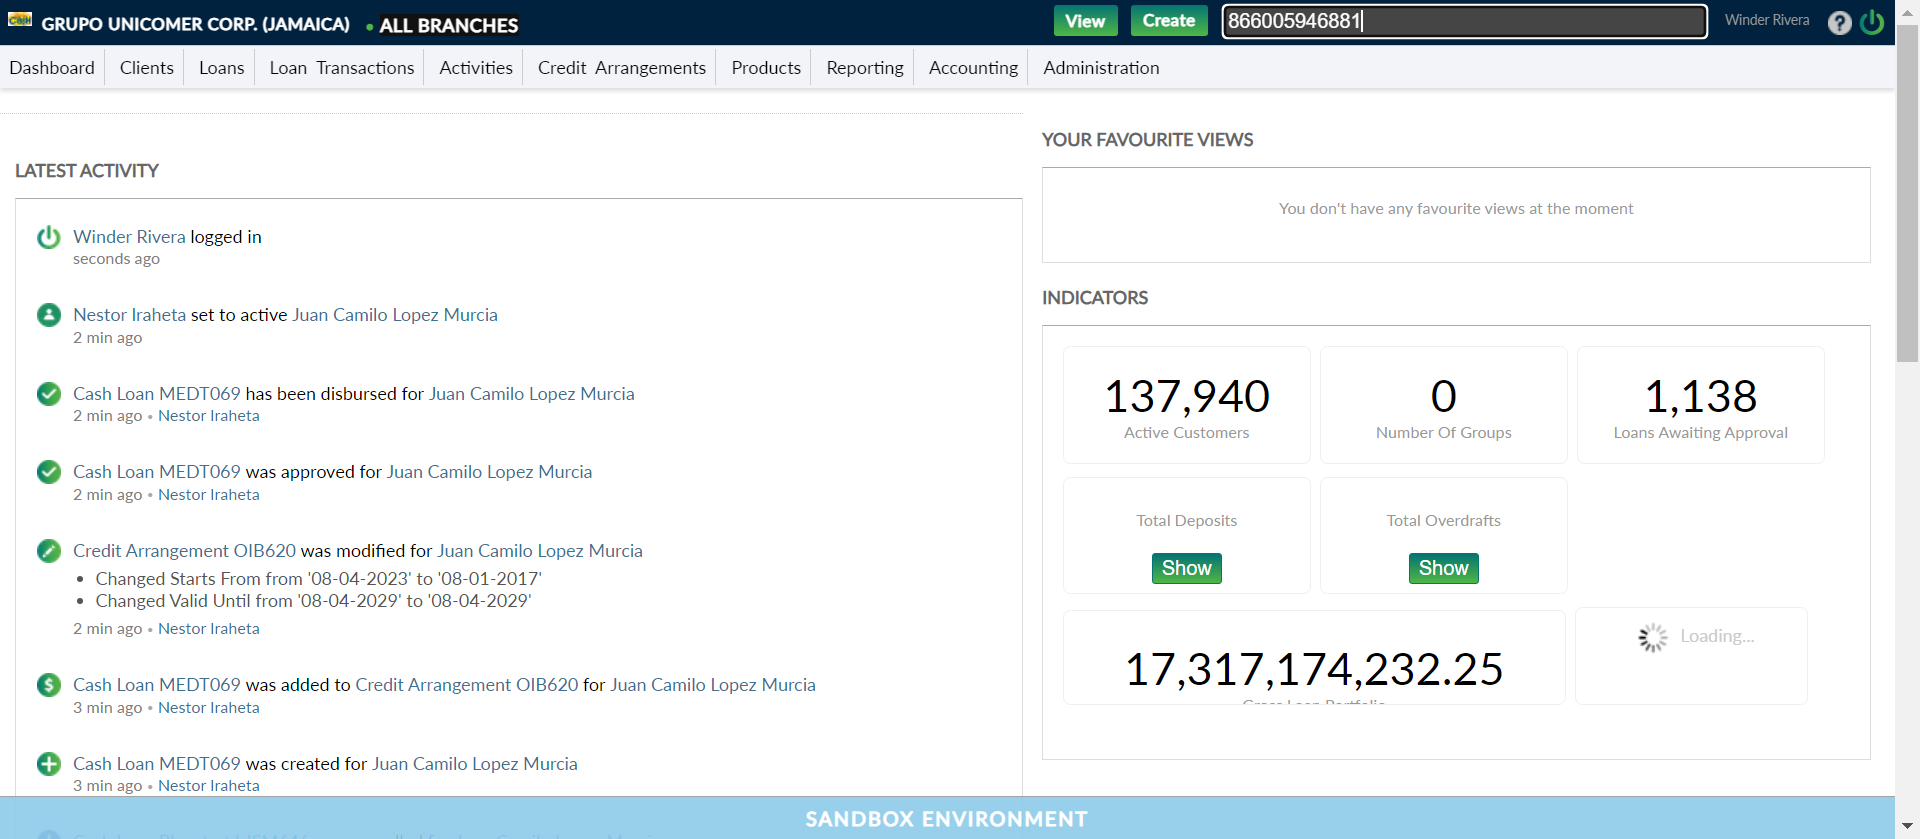 GRUPO UNICOMER CORP. (JAMAICA) • ALL BRANCHES
View
Create
866005946881
Winder Rivera
?
Dashboard
Clients
Loans
Loan Transactions
Activities
Credit Arrangements
Products
Reporting
Accounting
Administration
LATEST ACTIVITY
Winder Rivera logged in
seconds ago
Nestor Iraheta set to active Juan Camilo Lopez Murcia
2 min ago
Cash Loan MEDT069 has been disbursed for Juan Camilo Lopez Murcia
2 min ago • Nestor Iraheta
Cash Loan MEDT069 was approved for Juan Camilo Lopez Murcia
2 min ago • Nestor Iraheta
Credit Arrangement OIB620 was modified for Juan Camilo Lopez Murcia
• Changed Starts From from '08-04-2023' to '08-01-2017'
• Changed Valid Until from '08-04-2029' to '08-04-2029'
2 min ago • Nestor Iraheta
Cash Loan MEDT069 was added to Credit Arrangement OIB620 for Juan Camilo Lopez Murcia
3 min ago • Nestor Iraheta
Cash Loan MEDT069 was created for Juan Camilo Lopez Murcia
3 min ago • Nestor Iraheta
YOUR FAVOURITE VIEWS
You don't have any favourite views at the moment
INDICATORS
137,940
Active Customers
0
Number Of Groups
1,138
Loans Awaiting Approval
Total Deposits
Show
Total Overdrafts
Show
17,317,174,232.25
Gross Loan Portfolio
Loading...
SANDBOX ENVIRONMENT